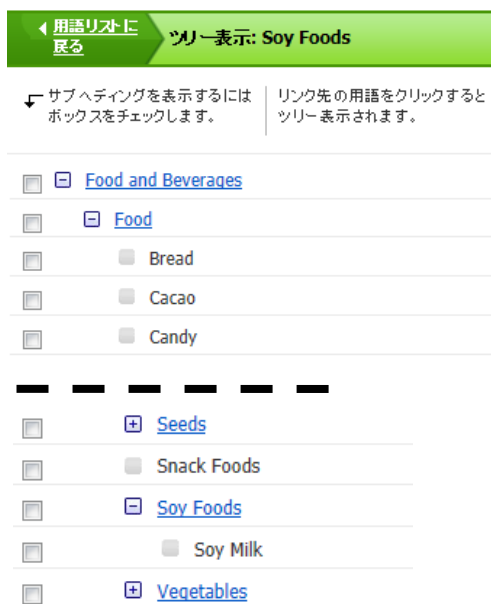 用語リストに
戻る
ツリー表示: Soy Foods
サブヘディングを表示するには
ボックスをチェックします。
リンク先の用語をクリックすると
ツリー表示されます。
Food and Beverages
Food
Bread
Cacao
Candy
Seeds
Snack Foods
Soy Foods
Soy Milk
Vegetables